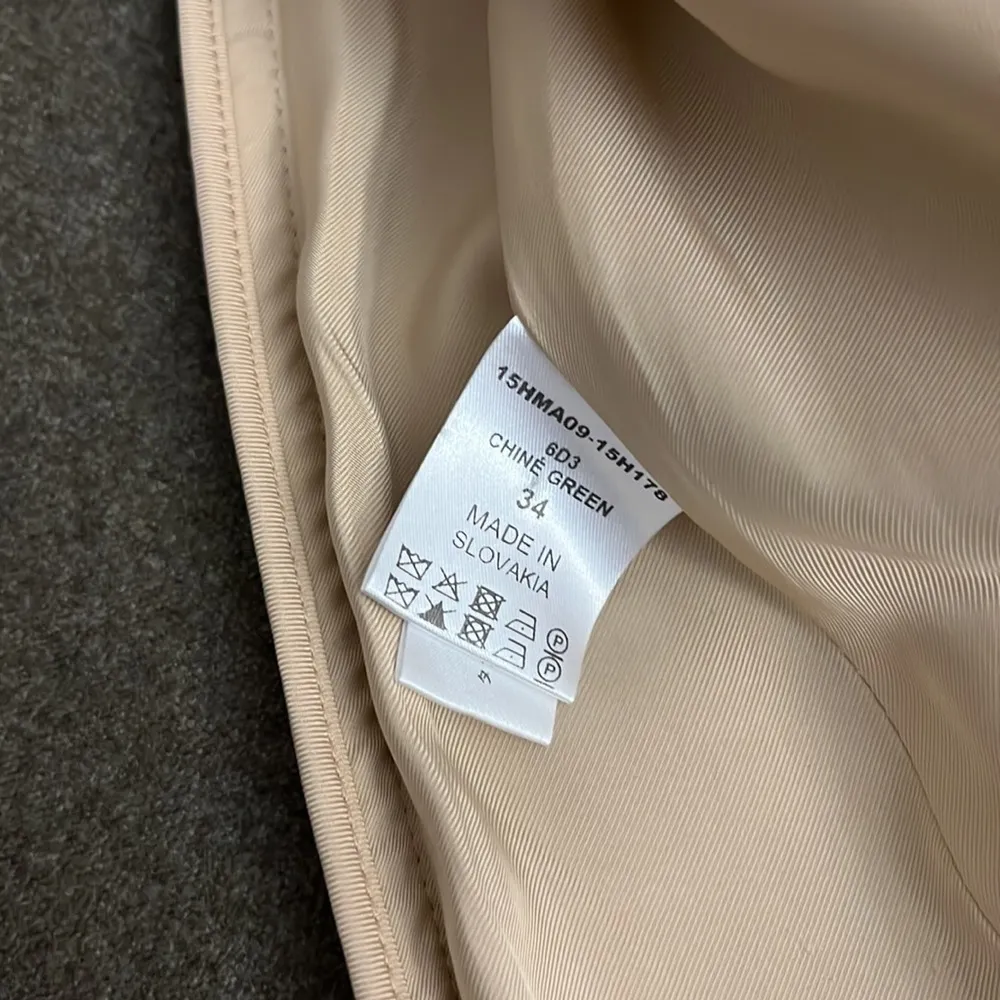 15HMA09-15H178
6D3
CHINÉ GREEN
34
MADE IN
SLOVAKIA
P
P